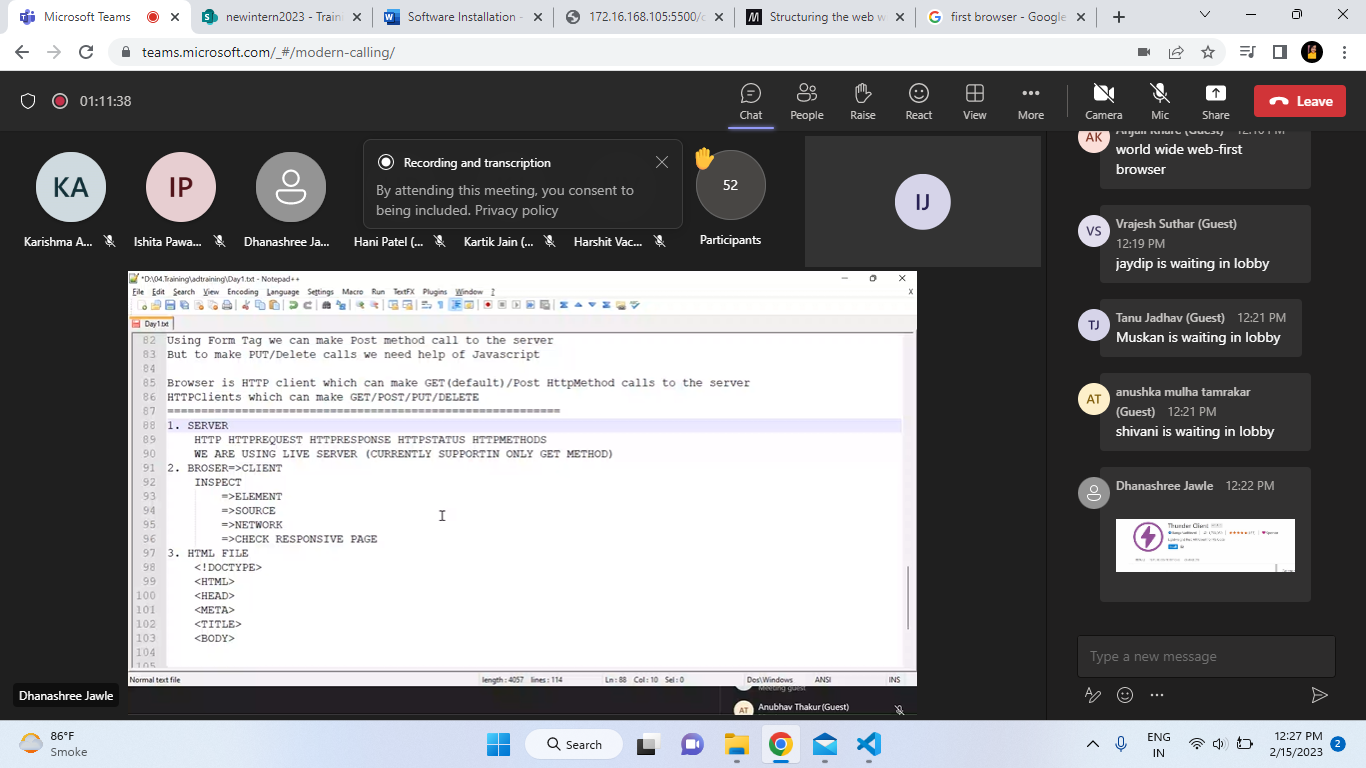 Microsoft Teams
newintern2023 - Train
Software Installation -
172.16.168.105:5500/c
Structuring the web w
first browser - Google
teams.microsoft.com/_#/modern-calling/
01:11:38
Chat
People
Raise
React
View
More
Camera
Mic
Share
Leave
KA
IP
Karishma A...
Ishita Pawa...
Dhanashree Ja...
Hani Patel (...
Kartik Jain (...
Harshit Vac...
Recording and transcription
By attending this meeting, you consent to
being included. Privacy policy
52
Participants
IJ
*D:\04.Training\adtraining\Day1.txt - Notepad++
File Edit Search View Encoding Language Settings Macro Run TextFX Plugins Window ?
X
Day1.txt
82 Using Form Tag we can make Post method call to the server
83 But to make PUT/Delete calls we need help of Javascript
84
85 Browser is HTTP client which can make GET(default)/Post HttpMethod calls to the server
86 HTTPClients which can make GET/POST/PUT/DELETE
87 ==========================================================
88 1. SERVER
89 HTTP HTTPREQUEST HTTPRESPONSE HTTPSTATUS HTTPMETHODS
90 WE ARE USING LIVE SERVER (CURRENTLY SUPPORTIN ONLY GET METHOD)
91 2. BROSER=>CLIENT
92 INSPECT
93 =>ELEMENT
94 =>SOURCE
95 =>NETWORK
96 =>CHECK RESPONSIVE PAGE
97 3. HTML FILE
98 <!DOCTYPE>
99 <HTML>
100 <HEAD>
101 <META>
102 <TITLE>
103 <BODY>
104
105
Normal text file
length : 4057 lines : 114
Ln : 88 Col : 10 Sel : 0
Dos\Windows
ANSI
INS
Meeting guest
AT
Anubhav Thakur(Guest)
Dhanashree Jawle
AK
Anjali Khare (Guest) 12:16 PM
world wide web-first
browser
VS
Vrajesh Suthar (Guest)
12:19 PM
jaydip is waiting in lobby
TJ
Tanu Jadhav (Guest) 12:21 PM
Muskan is waiting in lobby
AT
anushka mulha tamrakar
(Guest) 12:21 PM
shivani is waiting in lobby
Dhanashree Jawle 12:22 PM
Thunder Client
Type a new message
86°F
Smoke
Search
ENG
IN
12:27 PM
2/15/2023
2